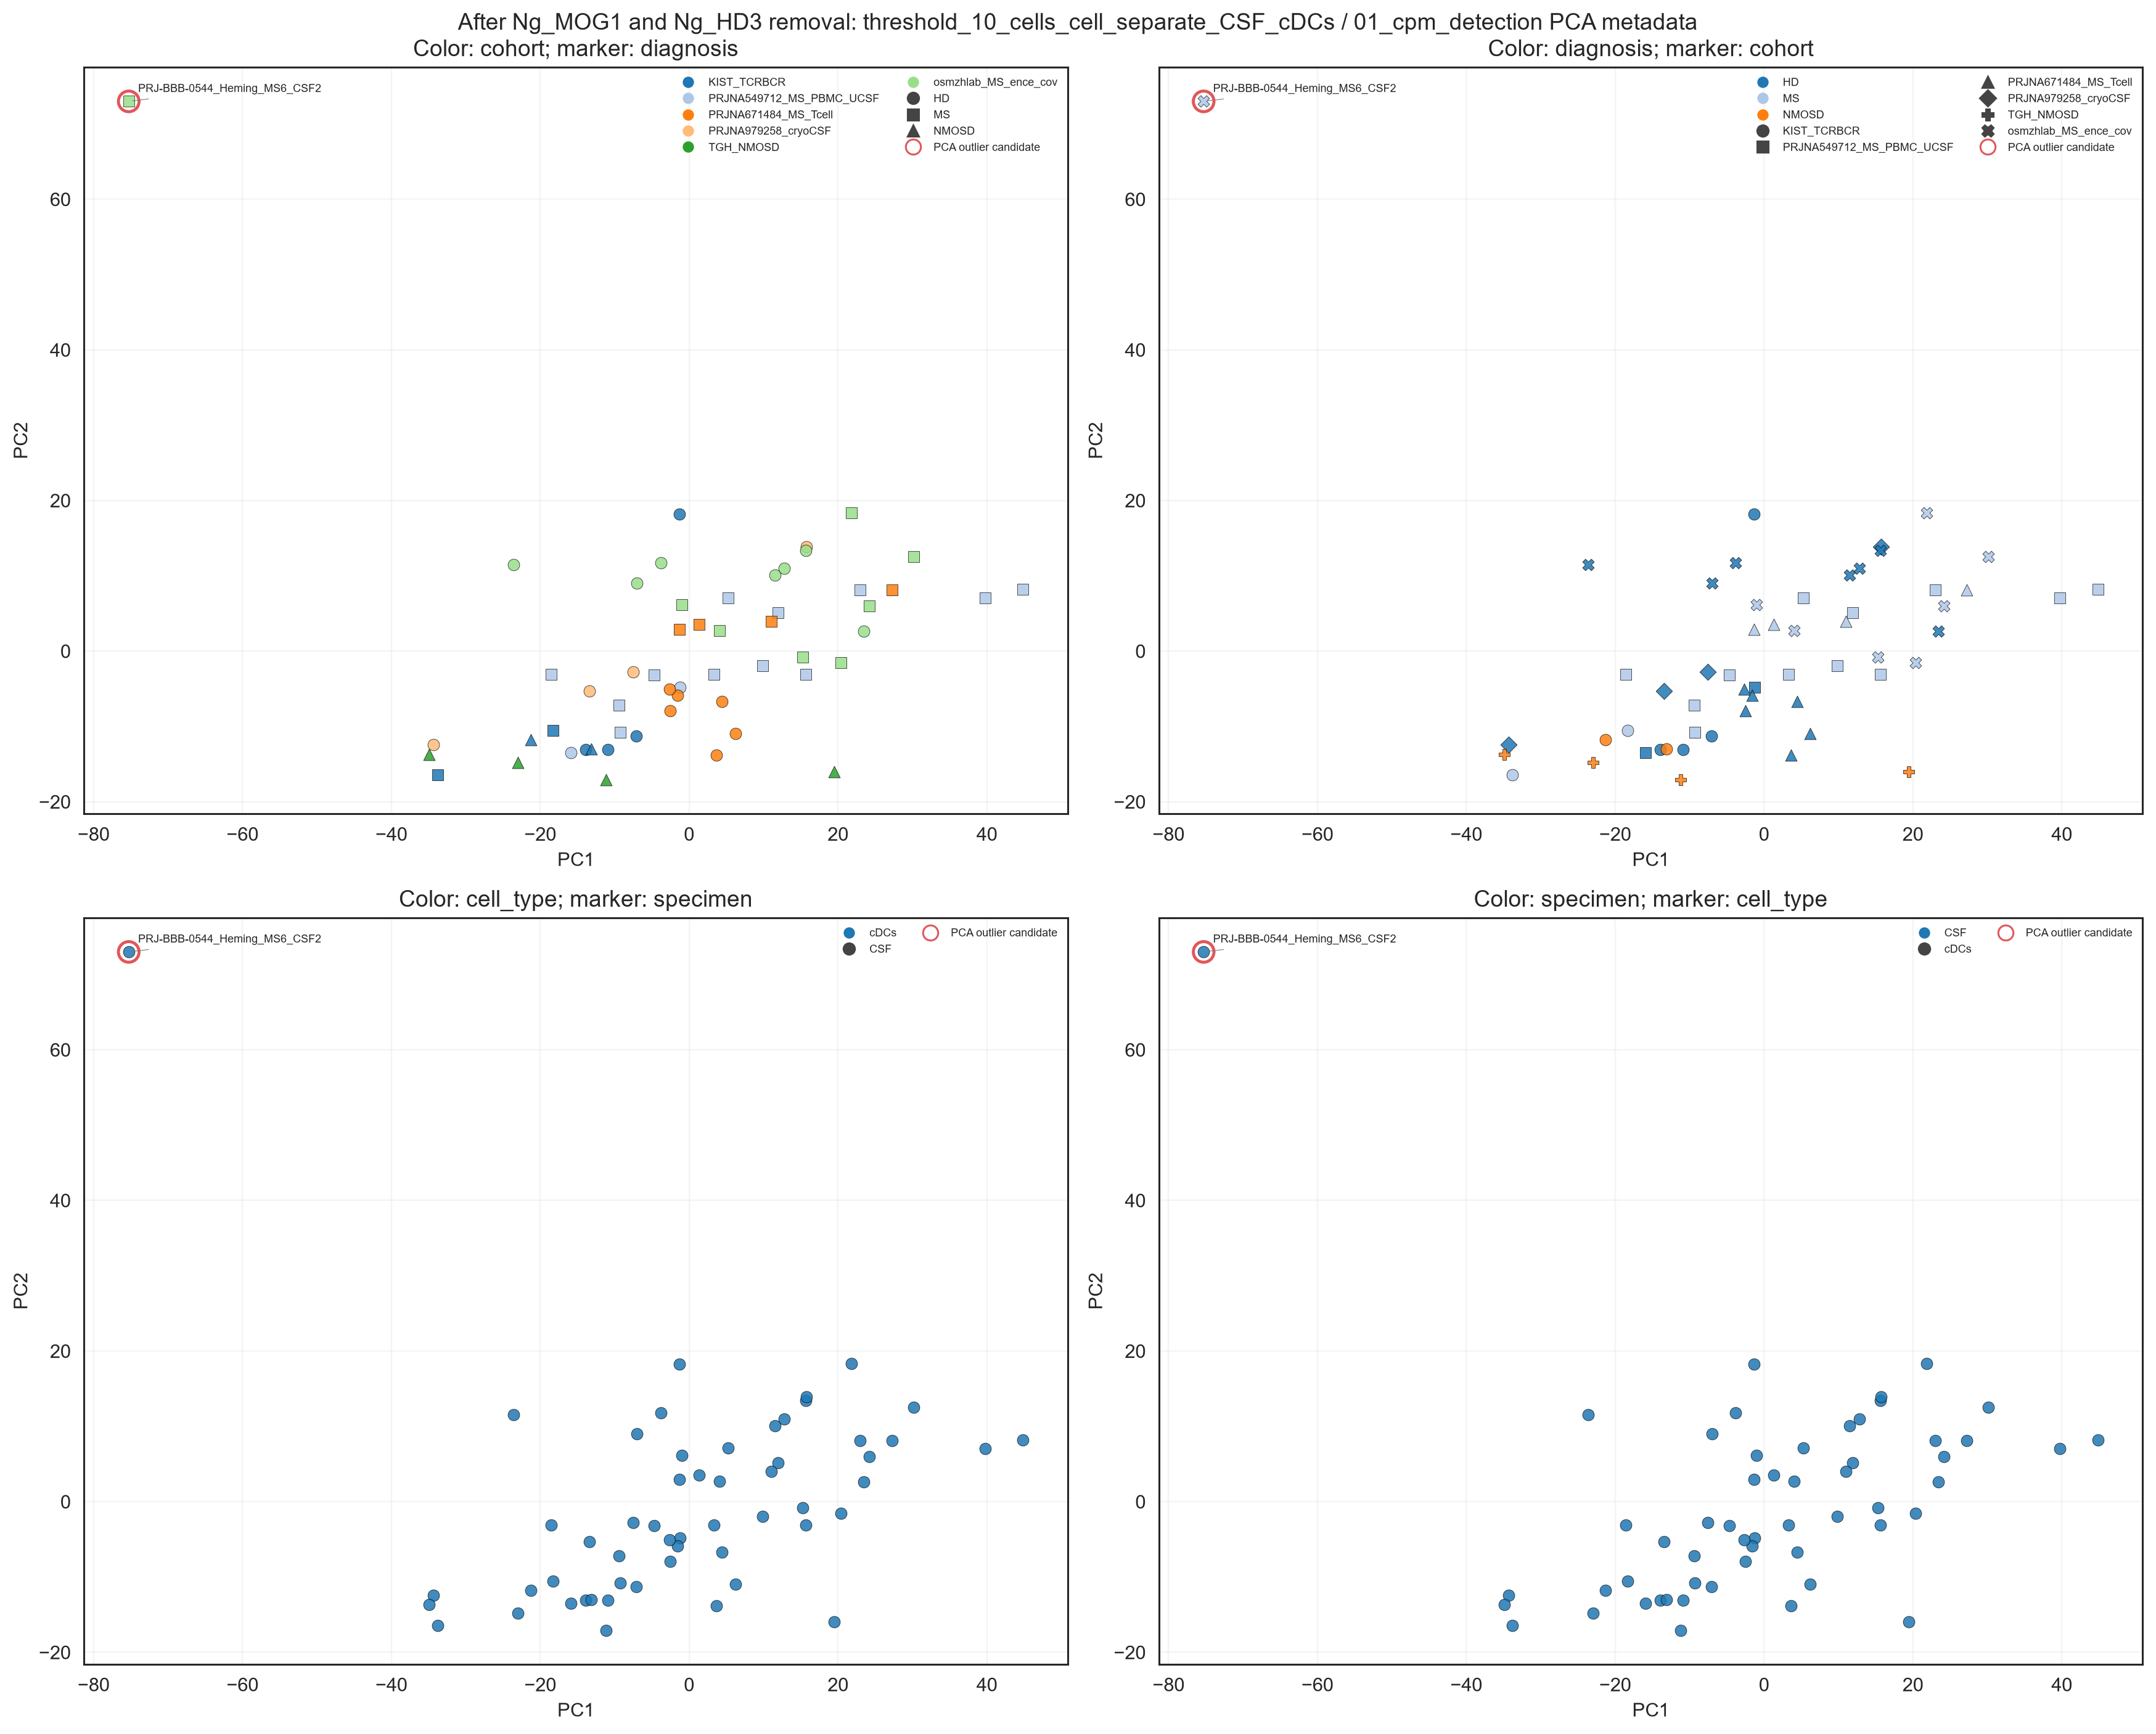 After Ng_MOG1 and Ng_HD3 removal: threshold_10_cells_cell_separate_CSF_cDCs / 01_cpm_detection PCA metadata
Color: cohort; marker: diagnosis
PRJ-BBB-0544_Heming_MS6_CSF2
KIST_TCRBCR
PRJNA549712_MS_PBMC_UCSF
PRJNA671484_MS_Tcell
PRJNA979258_cryoCSF
TGH_NMOSD
osmzhlab_MS_ence_cov
HD
MS
NMOSD
PCA outlier candidate
60
40
20
0
−20
PC2
−80
−60
−40
−20
0
20
40
PC1
Color: diagnosis; marker: cohort
PRJ-BBB-0544_Heming_MS6_CSF2
HD
MS
NMOSD
KIST_TCRBCR
PRJNA549712_MS_PBMC_UCSF
PRJNA671484_MS_Tcell
PRJNA979258_cryoCSF
TGH_NMOSD
osmzhlab_MS_ence_cov
PCA outlier candidate
60
40
20
0
−20
PC2
−80
−60
−40
−20
0
20
40
PC1
Color: cell_type; marker: specimen
PRJ-BBB-0544_Heming_MS6_CSF2
cDCs
CSF
PCA outlier candidate
60
40
20
0
−20
PC2
−80
−60
−40
−20
0
20
40
PC1
Color: specimen; marker: cell_type
PRJ-BBB-0544_Heming_MS6_CSF2
CSF
cDCs
PCA outlier candidate
60
40
20
0
−20
PC2
−80
−60
−40
−20
0
20
40
PC1